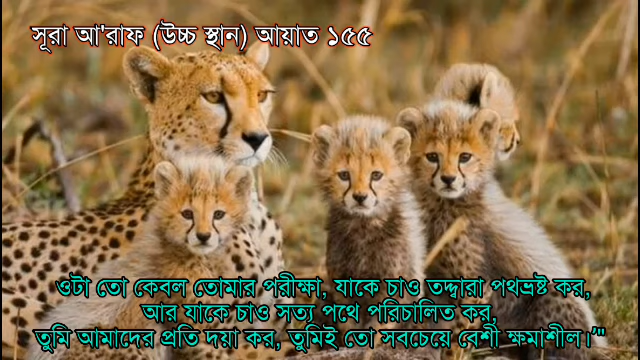 সূরা আ'রাফ (উচ্চ স্থান) আয়াত ১৫৫
ওটা তো কেবল তোমার পরীক্ষা, যাকে চাও তদ্দ্বারা পথভ্রষ্ট কর,
আর যাকে চাও সত্য পথে পরিচালিত কর,
তুমি আমাদের প্রতি দয়া কর, তুমিই তো সবচেয়ে বেশী ক্ষমাশীল।’"